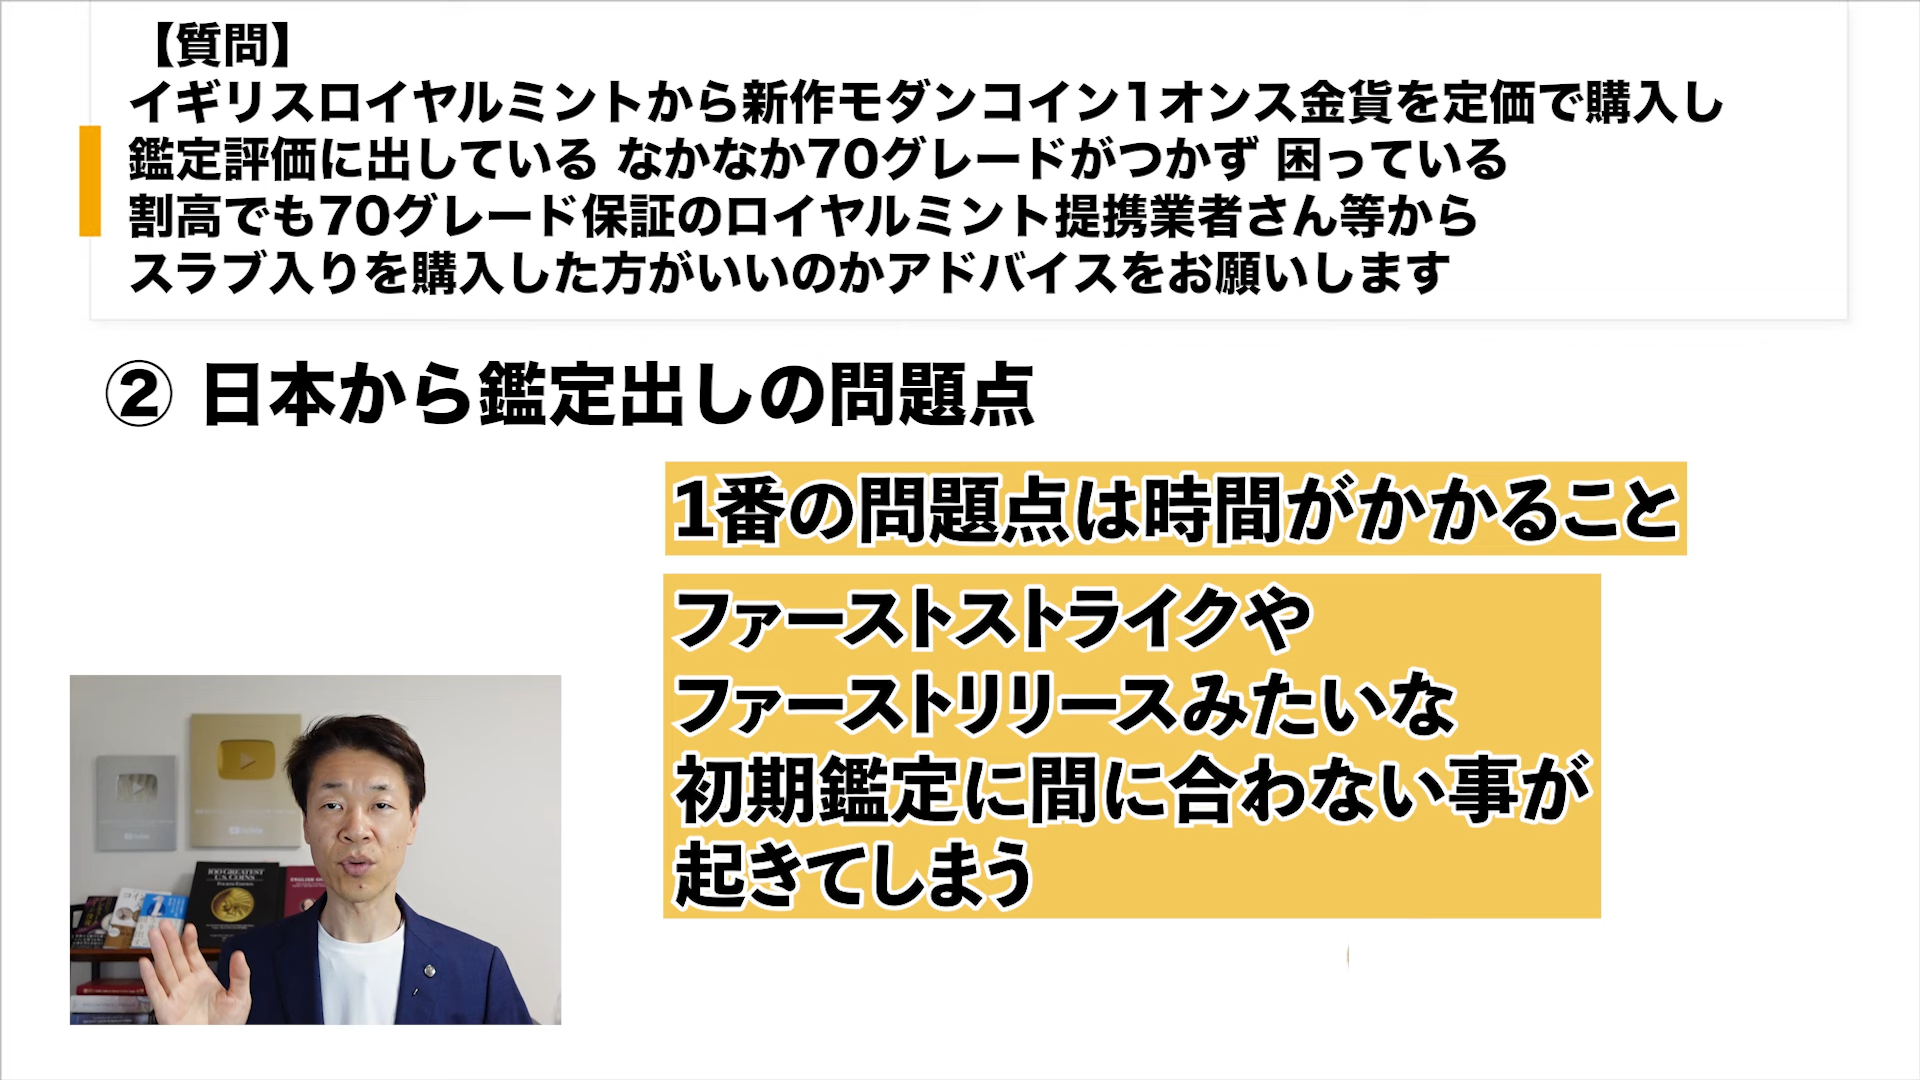 【質問】
イギリスロイヤルミントから新作モダンコイン1オンス金貨を定価で購入し
鑑定評価に出している なかなか70グレードがつかず 困っている
割高でも70グレード保証のロイヤルミント提携業者さん等から
スラブ入りを購入した方がいいのかアドバイスをお願いします
② 日本から鑑定出しの問題点
1番の問題点は時間がかかること
ファーストストライクや
ファーストリリースみたいな
初期鑑定に間に合わない事が
起きてしまう
100 GREATEST
U.S. COINS